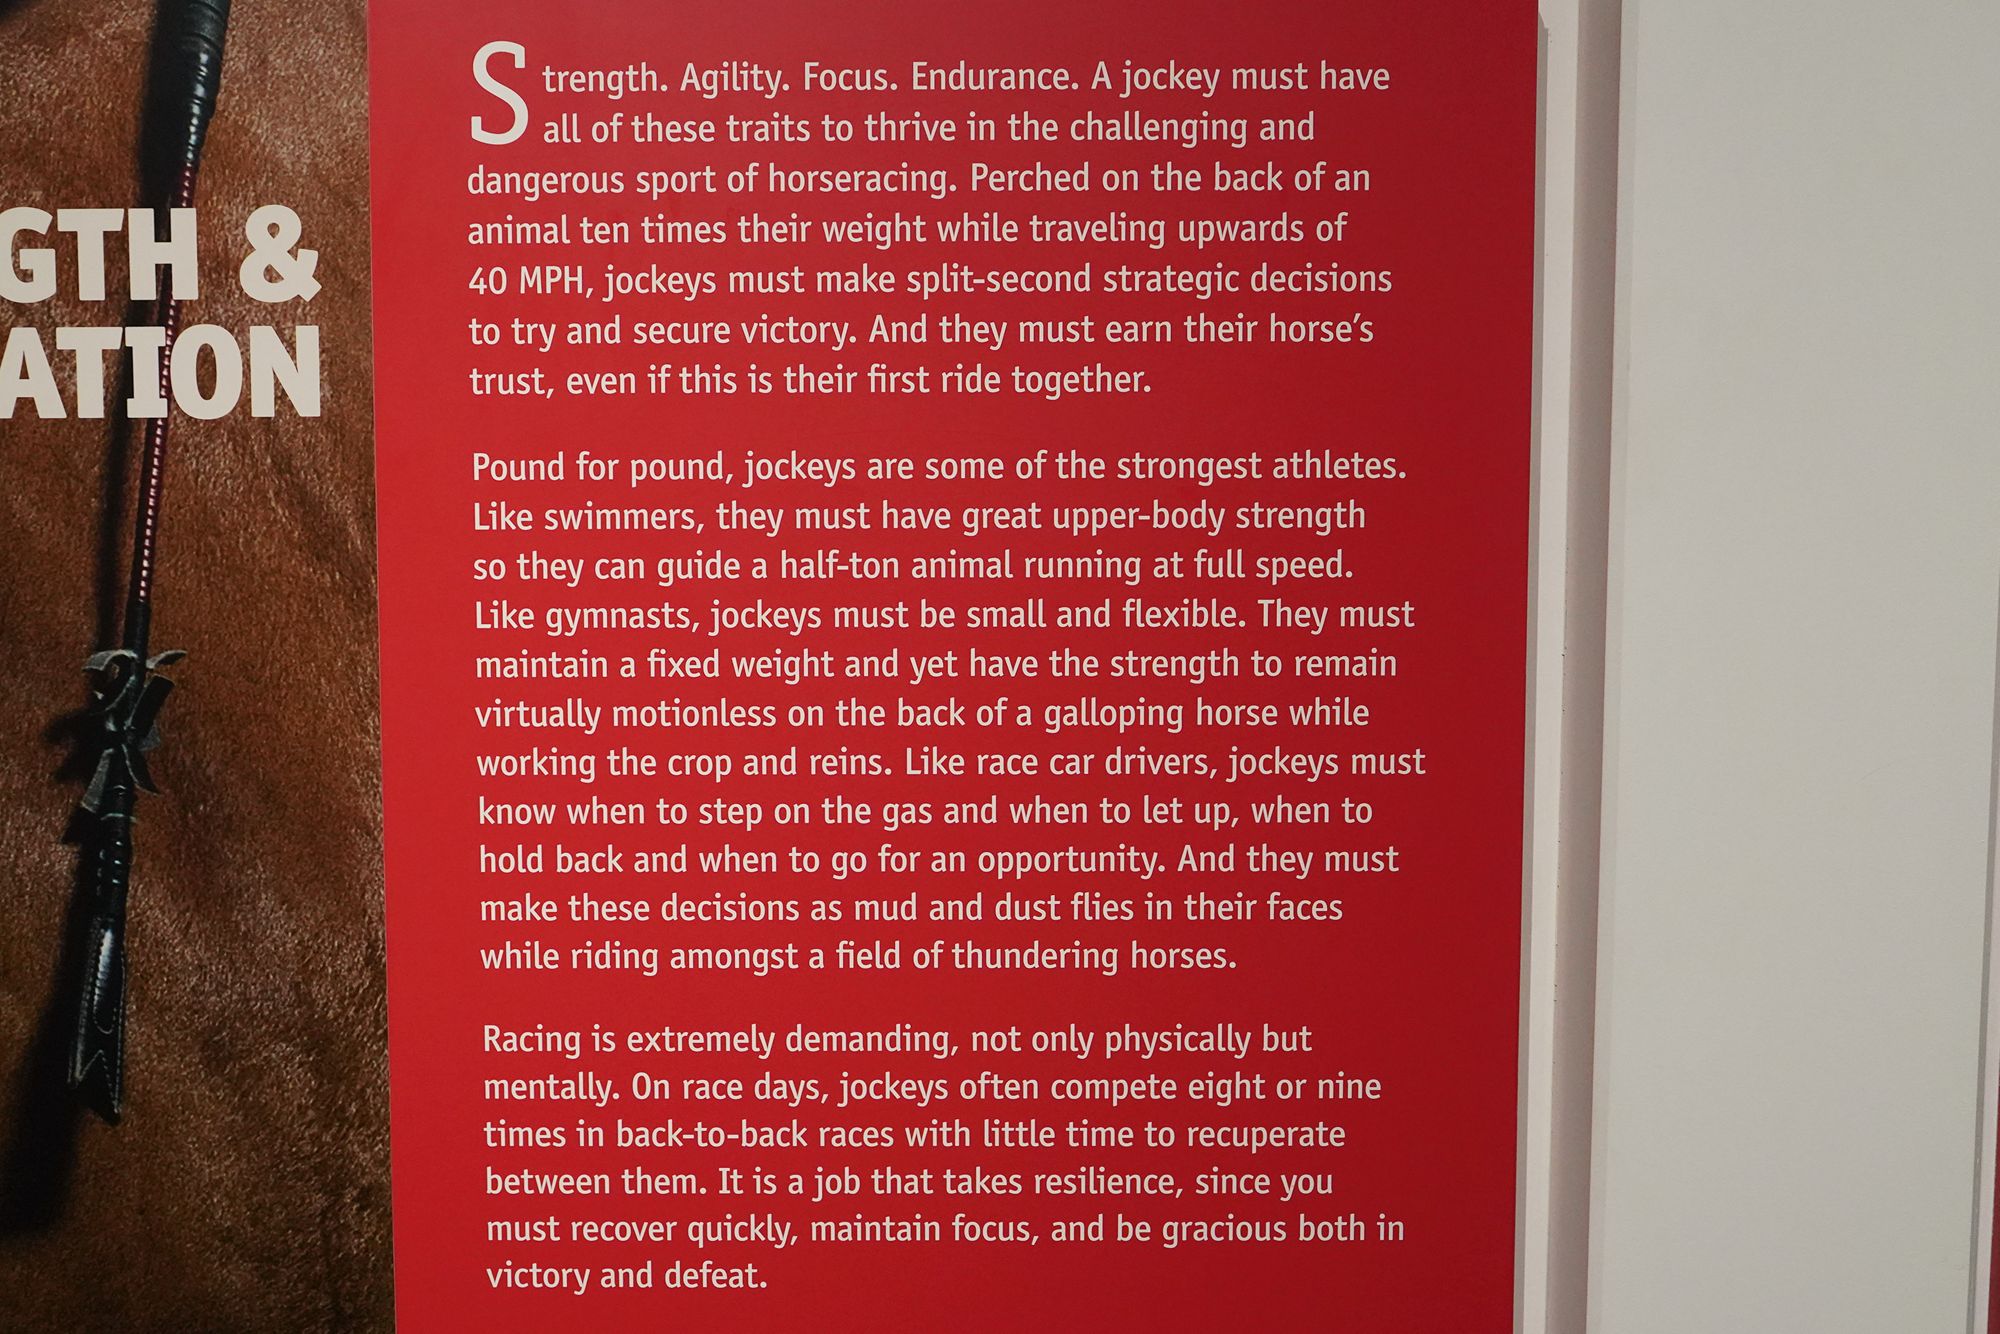 GTH &
ATION
Strength. Agility. Focus. Endurance. A jockey must have
all of these traits to thrive in the challenging and
dangerous sport of horseracing. Perched on the back of an
animal ten times their weight while traveling upwards of
40 MPH, jockeys must make split-second strategic decisions
to try and secure victory. And they must earn their horse's
trust, even if this is their first ride together.
Pound for pound, jockeys are some of the strongest athletes.
Like swimmers, they must have great upper-body strength
so they can guide a half-ton animal running at full speed.
Like gymnasts, jockeys must be small and flexible. They must
maintain a fixed weight and yet have the strength to remain
virtually motionless on the back of a galloping horse while
working the crop and reins. Like race car drivers, jockeys must
know when to step on the gas and when to let up, when to
hold back and when to go for an opportunity. And they must
make these decisions as mud and dust flies in their faces
while riding amongst a field of thundering horses.
Racing is extremely demanding, not only physically but
mentally. On race days, jockeys often compete eight or nine
times in back-to-back races with little time to recuperate
between them. It is a job that takes resilience, since you
must recover quickly, maintain focus, and be gracious both in
victory and defeat.